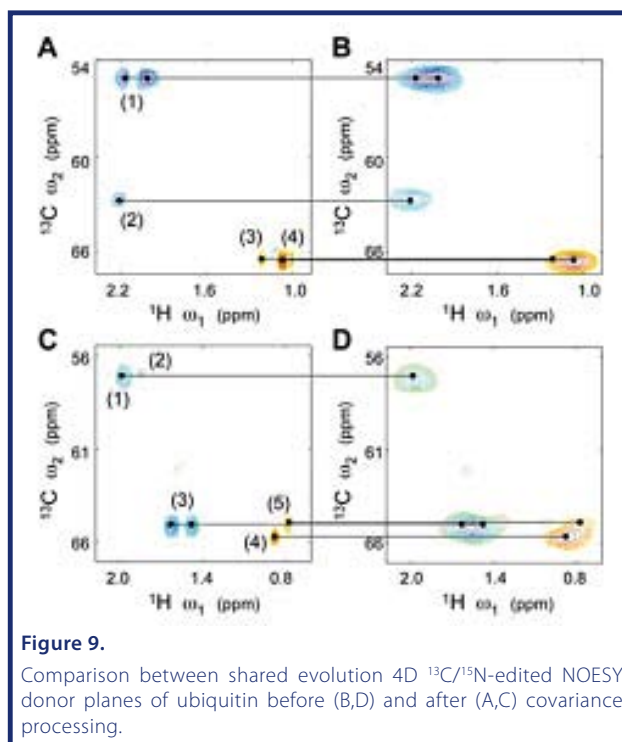 A
B
54
60
66
¹³C ω₂ (ppm)
(1)
(2)
(3)
(4)
2.2
1.6
1.0
¹H ω₁ (ppm)
54
60
66
¹³C ω₂ (ppm)
2.2
1.6
1.0
¹H ω₁ (ppm)
C
D
56
61
66
¹³C ω₂ (ppm)
(2)
(1)
(3)
(5)
(4)
2.0
1.4
0.8
¹H ω₁ (ppm)
56
61
66
¹³C ω₂ (ppm)
2.0
1.4
0.8
¹H ω₁ (ppm)
Figure 9.
Comparison between shared evolution 4D ¹³C/¹⁵N-edited NOESY
donor planes of ubiquitin before (B,D) and after (A,C) covariance
processing.